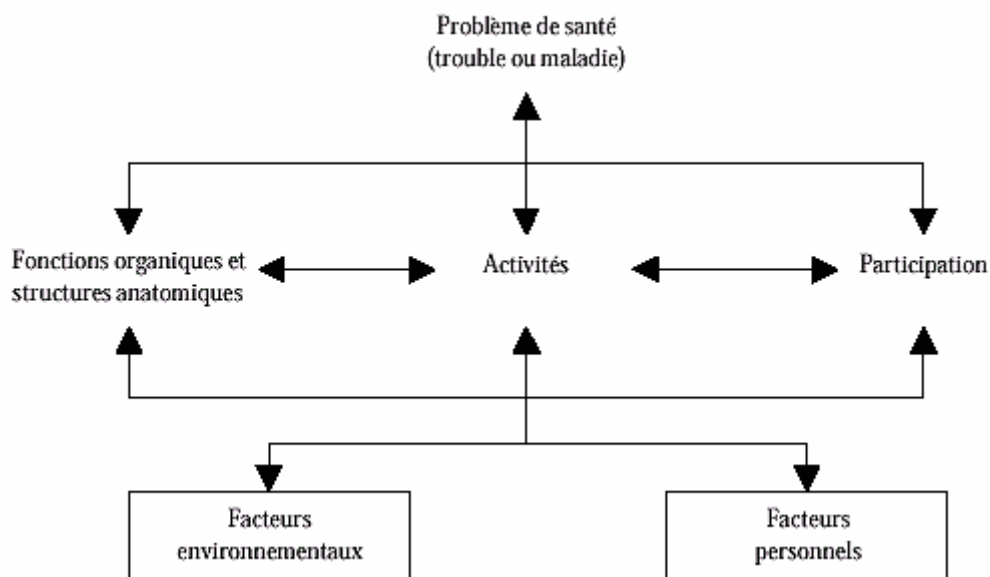 Problème de santé
(trouble ou maladie)
Fonctions organiques et
structures anatomiques
Activités
Participation
Facteurs
environnementaux
Facteurs
personnels